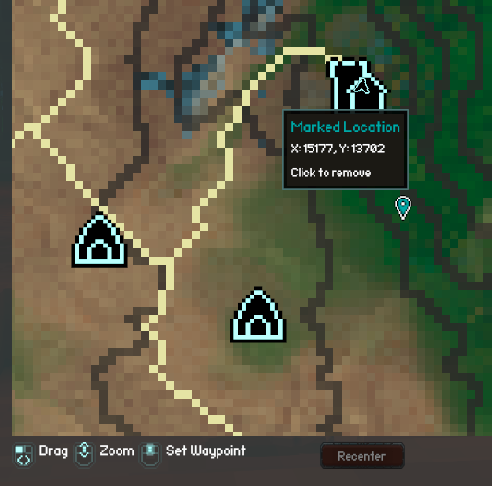 Marked Location
X:15177, Y:13702
Click to remove
Drag Zoom Set Waypoint
Recenter